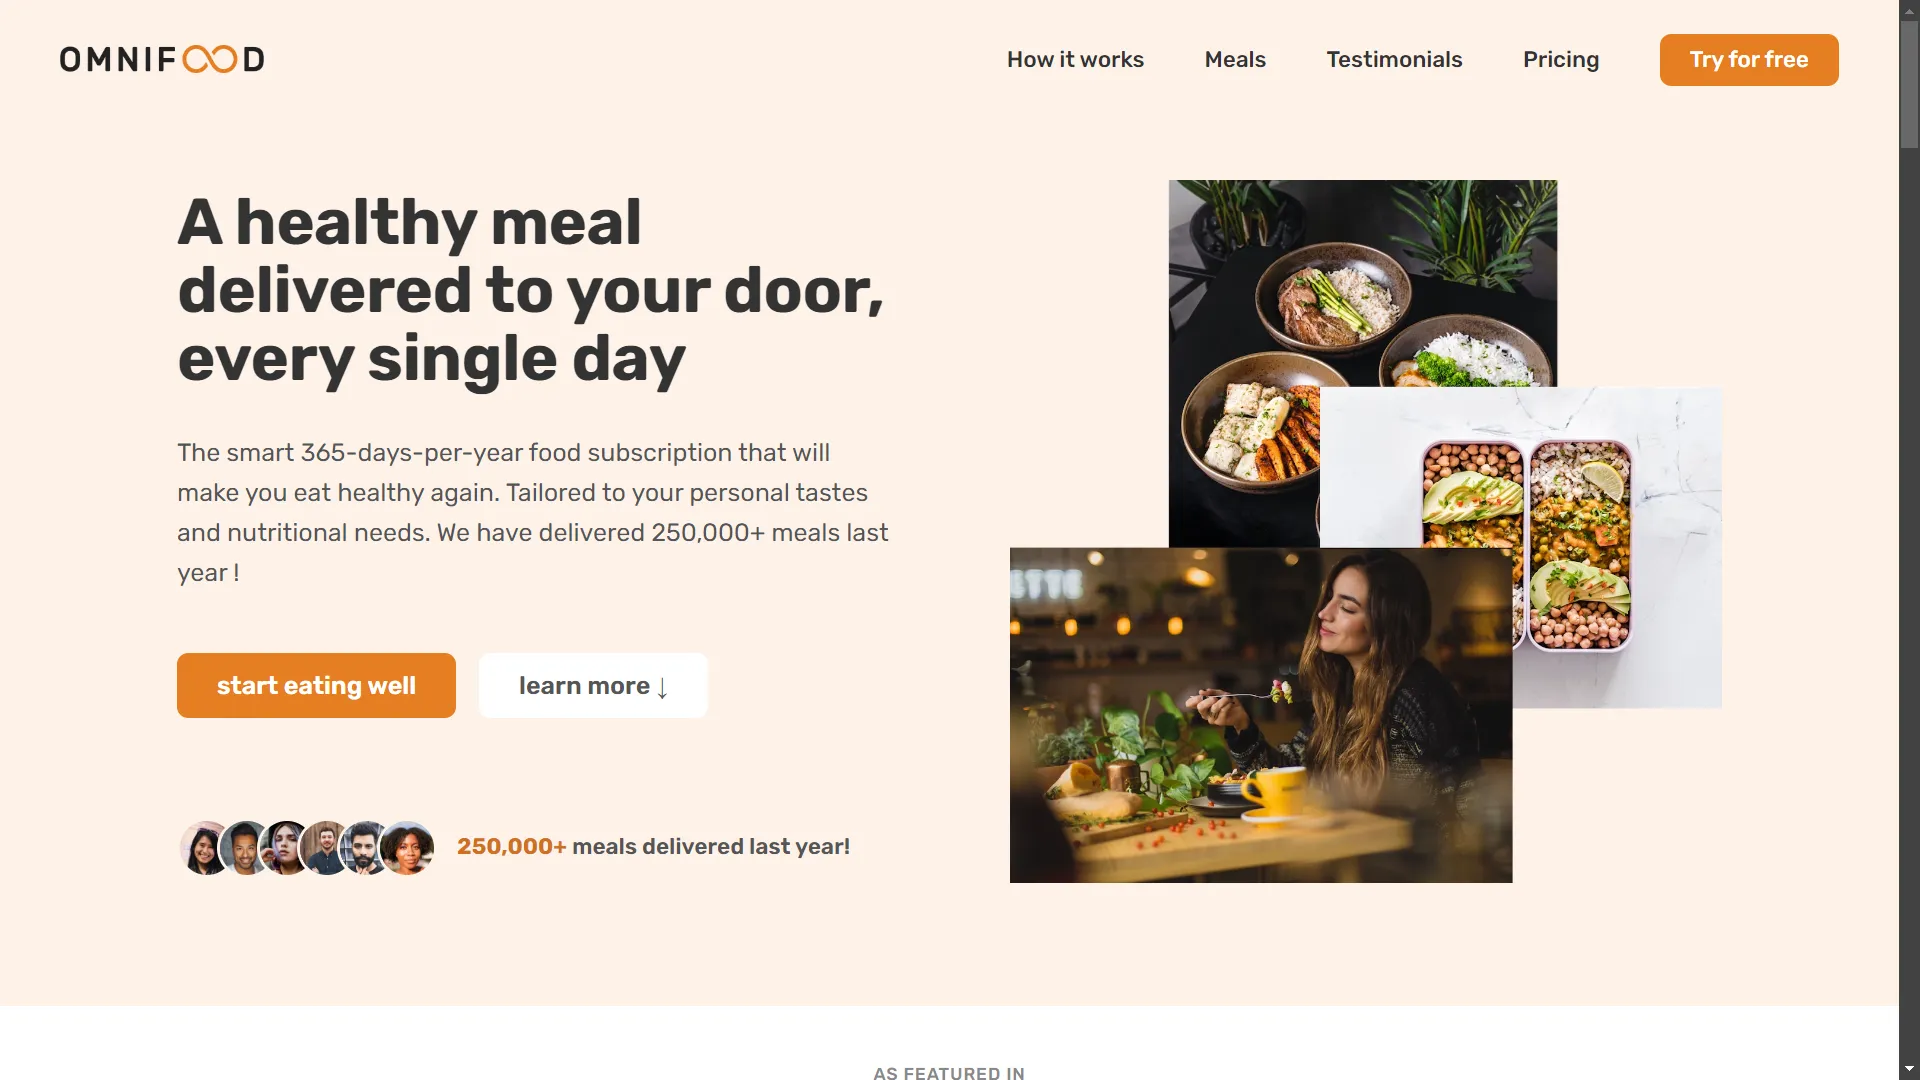 OMNIFOOD
How it works
Meals
Testimonials
Pricing
Try for free
A healthy meal
delivered to your door,
every single day
The smart 365-days-per-year food subscription that will
make you eat healthy again. Tailored to your personal tastes
and nutritional needs. We have delivered 250,000+ meals last
year !
start eating well
learn more ↓
250,000+ meals delivered last year!
AS FEATURED IN